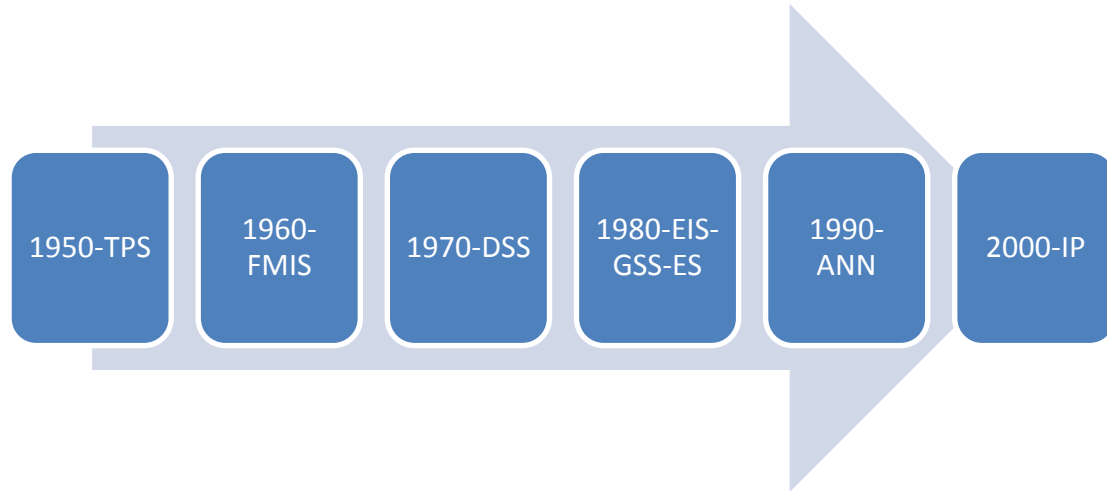 1950-TPS
1960-
FMIS
1970-DSS
1980-EIS-
GSS-ES
1990-
ANN
2000-IP